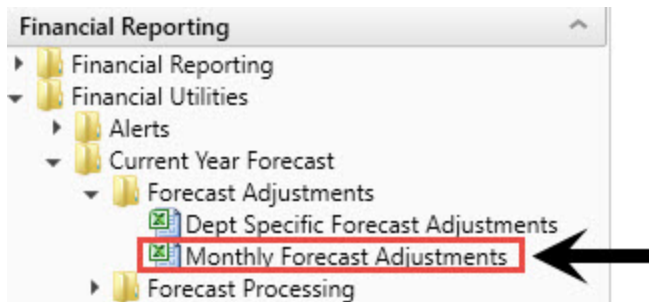 Financial Reporting
Financial Reporting
Financial Utilities
Alerts
Current Year Forecast
Forecast Adjustments
Dept Specific Forecast Adjustments
Monthly Forecast Adjustments
Forecast Processing